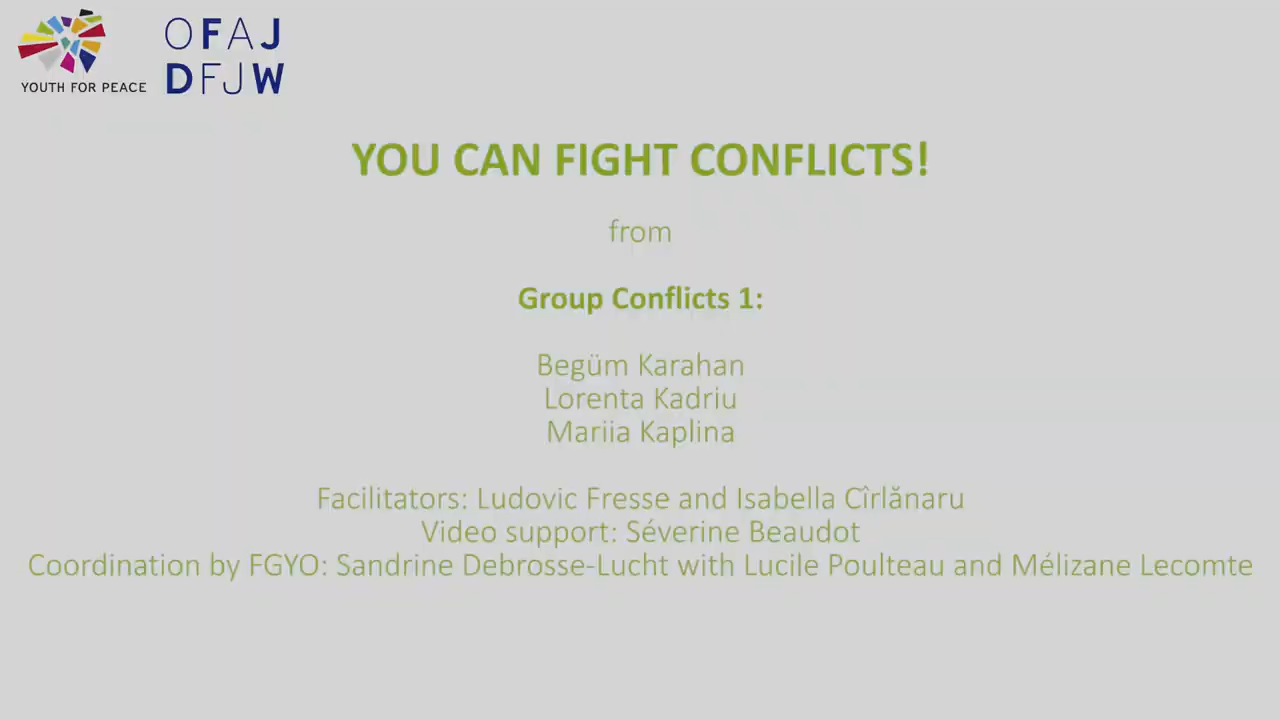 YOUTH FOR PEACE
OFAJ
DFJW
YOU CAN FIGHT CONFLICTS!
from
Group Conflicts 1:
Begüm Karahan
Lorenta Kadriu
Mariia Kaplina
Facilitators: Ludovic Fresse and Isabella Cîrlănaru
Video support: Séverine Beaudot
Coordination by FGYO: Sandrine Debrosse-Lucht with Lucile Poulteau and Mélizane Lecomte